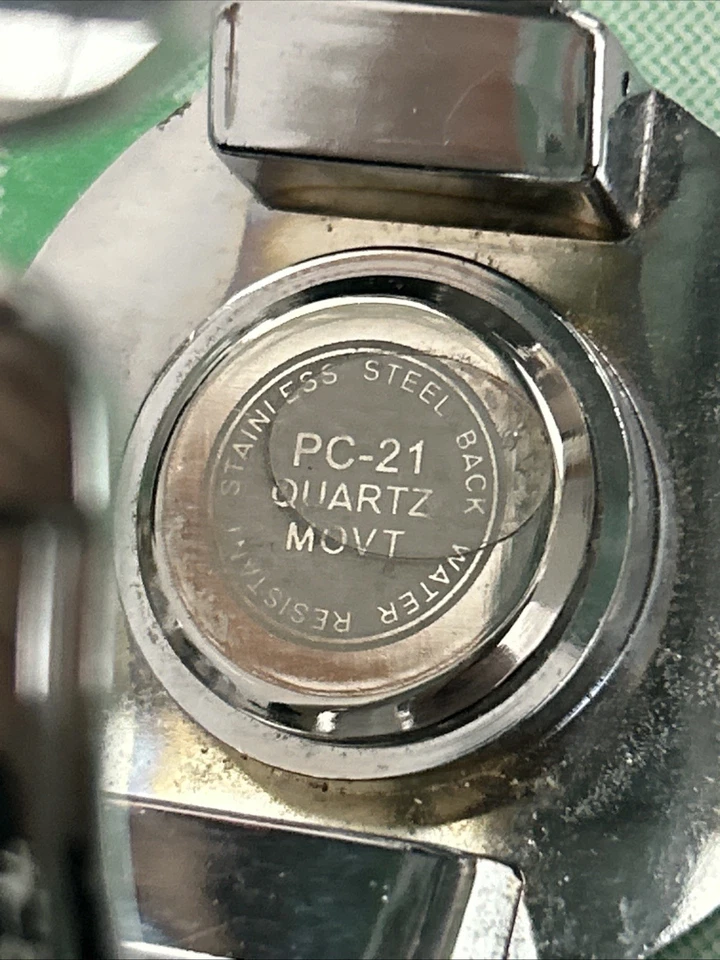 STAINLESS STEEL BACK
PC-21
QUARTZ
MOVT
WATER RESISTANT